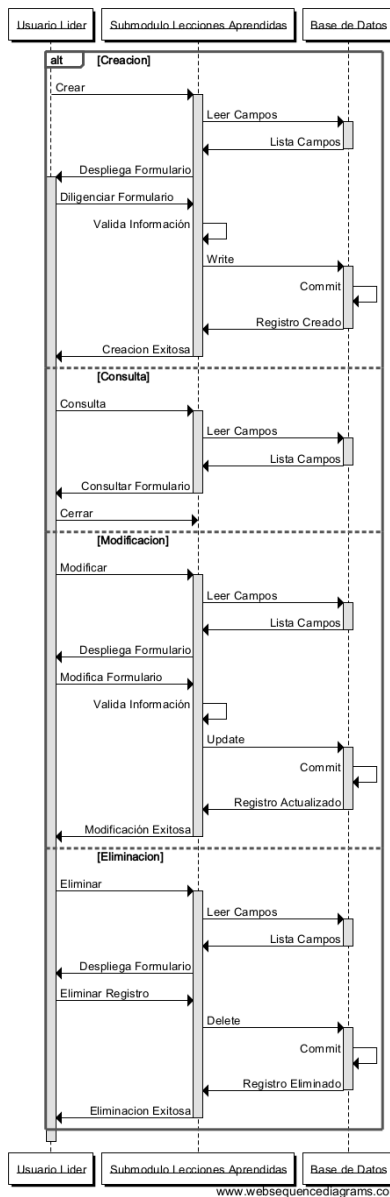 Usuario Lider
Submodulo Lecciones Aprendidas
Base de Datos
alt
[Creacion]
Crear
Leer Campos
Lista Campos
Despliega Formulario
Diligenciar Formulario
Valida Información
Write
Commit
Registro Creado
Creacion Exitosa
[Consulta]
Consulta
Leer Campos
Lista Campos
Consultar Formulario
Cerrar
[Modificacion]
Modificar
Leer Campos
Lista Campos
Despliega Formulario
Modifica Formulario
Valida Información
Update
Commit
Registro Actualizado
Modificación Exitosa
[Eliminacion]
Eliminar
Leer Campos
Lista Campos
Despliega Formulario
Eliminar Registro
Delete
Commit
Registro Eliminado
Eliminacion Exitosa
Usuario Lider
Submodulo Lecciones Aprendidas
Base de Datos
www.websequencediagrams.co